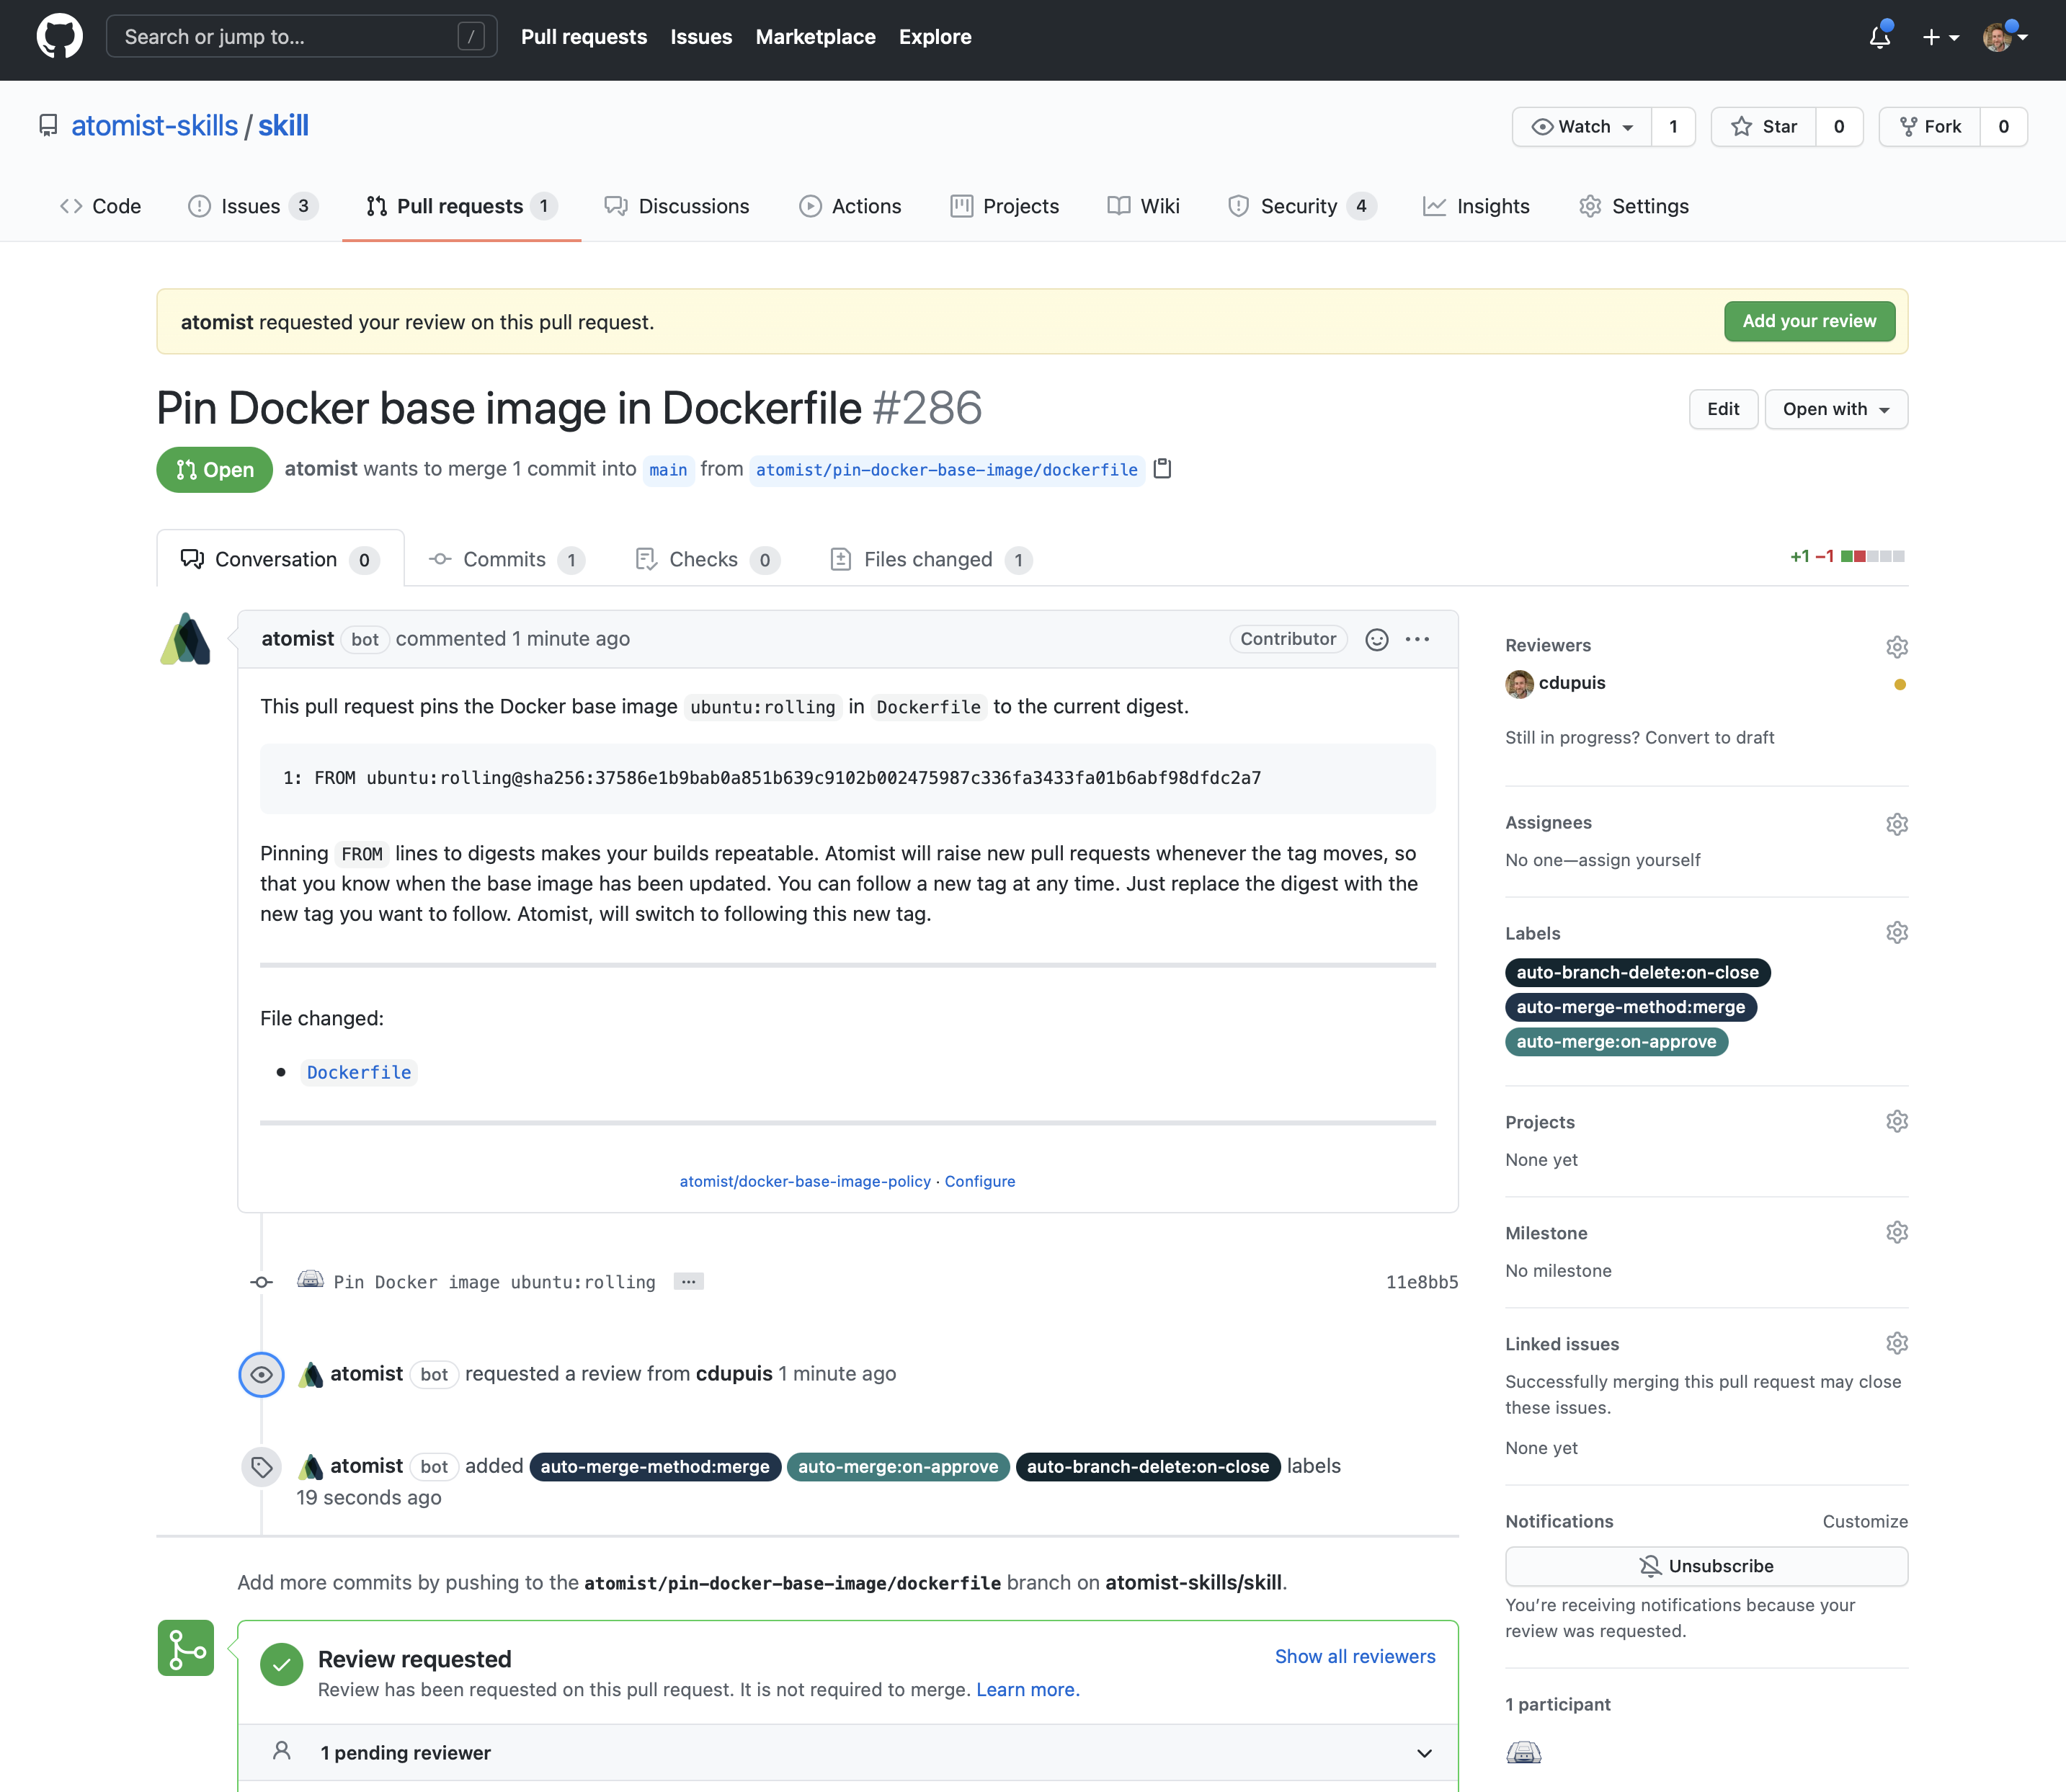 Search or jump to... / Pull requests Issues Marketplace Explore
atomist-skills / skill Watch 1 Star 0 Fork 0
Code Issues 3 Pull requests 1 Discussions Actions Projects Wiki Security 4 Insights Settings
atomist requested your review on this pull request. Add your review
Pin Docker base image in Dockerfile #286 Edit Open with
Open atomist wants to merge 1 commit into main from atomist/pin-docker-base-image/dockerfile
Conversation 0 Commits 1 Checks 0 Files changed 1 +1 −1
atomist bot commented 1 minute ago Contributor
This pull request pins the Docker base image ubuntu:rolling in Dockerfile to the current digest.
1: FROM ubuntu:rolling@sha256:37586e1b9bab0a851b639c9102b002475987c336fa3433fa01b6abf98dfdc2a7
Pinning FROM lines to digests makes your builds repeatable. Atomist will raise new pull requests whenever the tag moves, so
that you know when the base image has been updated. You can follow a new tag at any time. Just replace the digest with the
new tag you want to follow. Atomist, will switch to following this new tag.
File changed:
Dockerfile
atomist/docker-base-image-policy · Configure
Pin Docker image ubuntu:rolling ... 11e8bb5
atomist bot requested a review from cdupuis 1 minute ago
atomist bot added auto-merge-method:merge auto-merge:on-approve auto-branch-delete:on-close labels
19 seconds ago
Add more commits by pushing to the atomist/pin-docker-base-image/dockerfile branch on atomist-skills/skill.
Review requested Show all reviewers
Review has been requested on this pull request. It is not required to merge. Learn more.
1 pending reviewer
Reviewers
cdupuis
Still in progress? Convert to draft
Assignees
No one—assign yourself
Labels
auto-branch-delete:on-close
auto-merge-method:merge
auto-merge:on-approve
Projects
None yet
Milestone
No milestone
Linked issues
Successfully merging this pull request may close
these issues.
None yet
Notifications Customize
Unsubscribe
You’re receiving notifications because your
review was requested.
1 participant